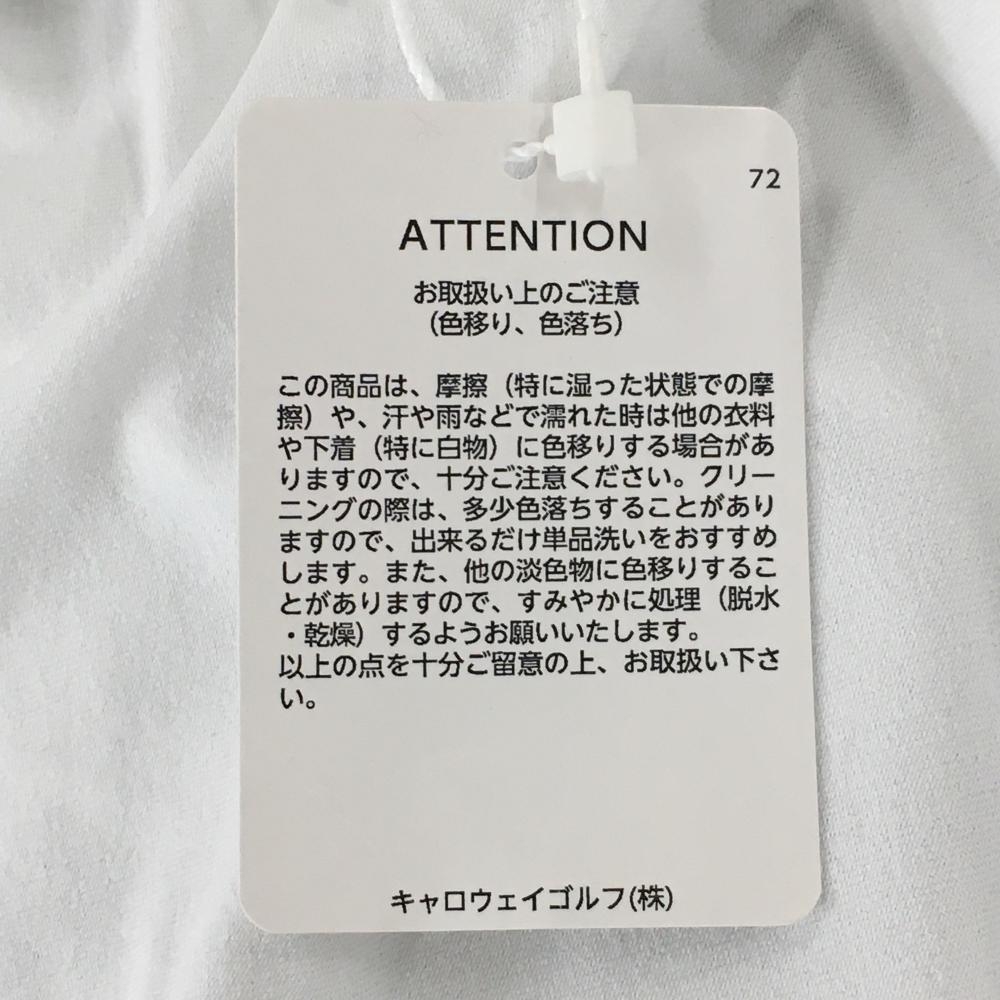 72
ATTENTION
お取扱い上のご注意
（色移り、色落ち）
この商品は、摩擦（特に湿った状態での摩
擦）や、汗や雨などで濡れた時は他の衣料
や下着（特に白物）に色移りする場合があ
りますので、十分ご注意ください。クリー
ニングの際は、多少色落ちすることがあり
ますので、出来るだけ単品洗いをおすすめ
します。また、他の淡色物に色移りするこ
とがありますので、すみやかに処理（脱水
・乾燥）するようお願いいたします。
以上の点を十分ご留意の上、お取扱い下さ
い。
キャロウェイゴルフ(株)